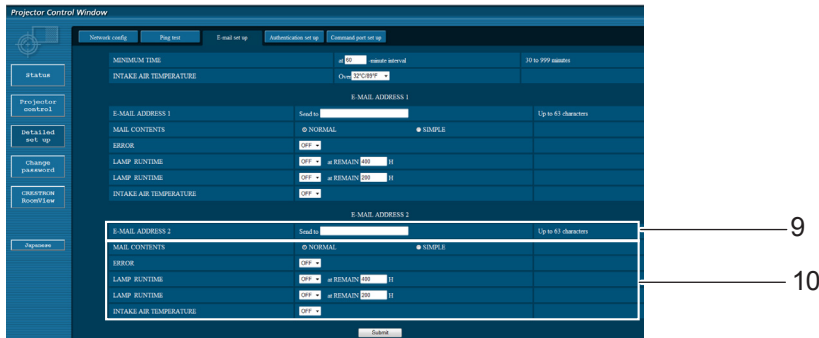 Projector Control Window
Network config Ping test E-mail set up Authentication set up Command port set up
Status
Projector control
Detailed set up
Change password
CRESTRON RoomView
Japanese
MINIMUM TIME at 60 -minute interval 30 to 999 minutes
INTAKE AIR TEMPERATURE Over 32°C/89°F
E-MAIL ADDRESS 1
E-MAIL ADDRESS 1 Send to Up to 63 characters
MAIL CONTENTS NORMAL SIMPLE
ERROR OFF
LAMP RUNTIME OFF at REMAIN 400 H
LAMP RUNTIME OFF at REMAIN 200 H
INTAKE AIR TEMPERATURE OFF
E-MAIL ADDRESS 2
E-MAIL ADDRESS 2 Send to Up to 63 characters 9
MAIL CONTENTS NORMAL SIMPLE
ERROR OFF 10
LAMP RUNTIME OFF at REMAIN 400 H
LAMP RUNTIME OFF at REMAIN 200 H
INTAKE AIR TEMPERATURE OFF
Submit